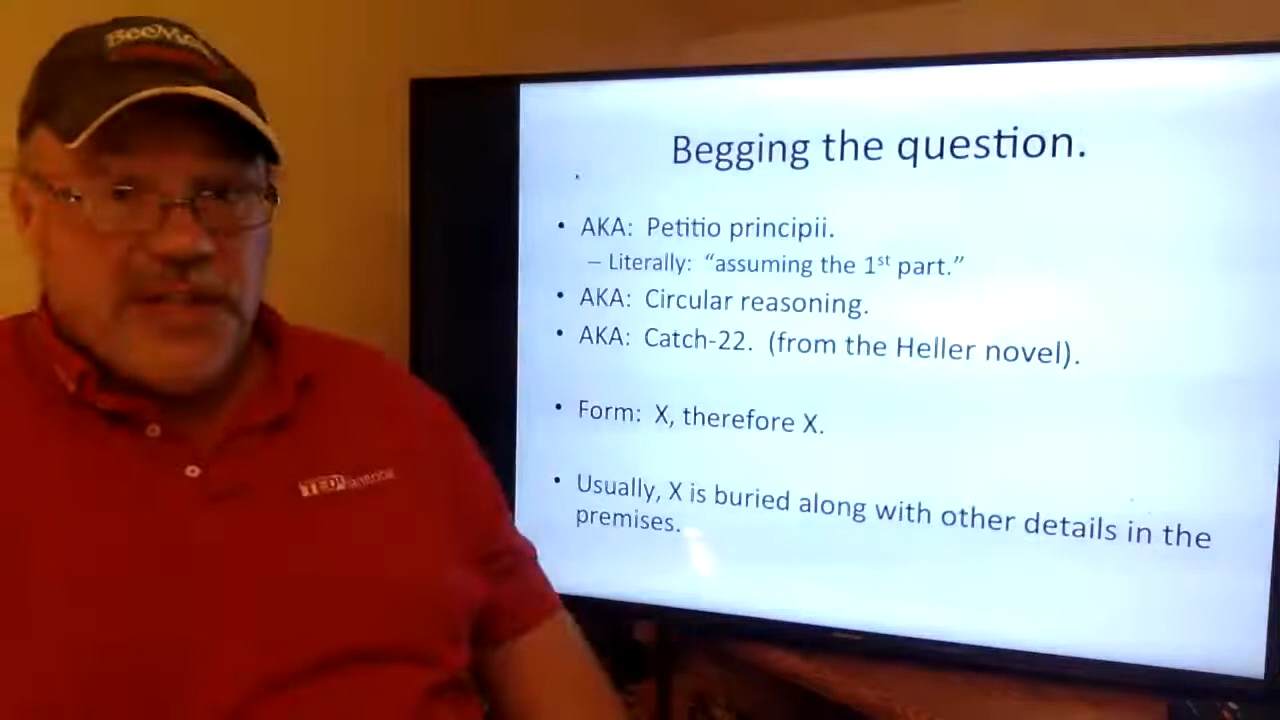 Begging the question.
• AKA: Petitio principii.
– Literally: "assuming the 1st part."
• AKA: Circular reasoning.
• AKA: Catch-22. (from the Heller novel).
• Form: X, therefore X.
• Usually, X is buried along with other details in the
premises.